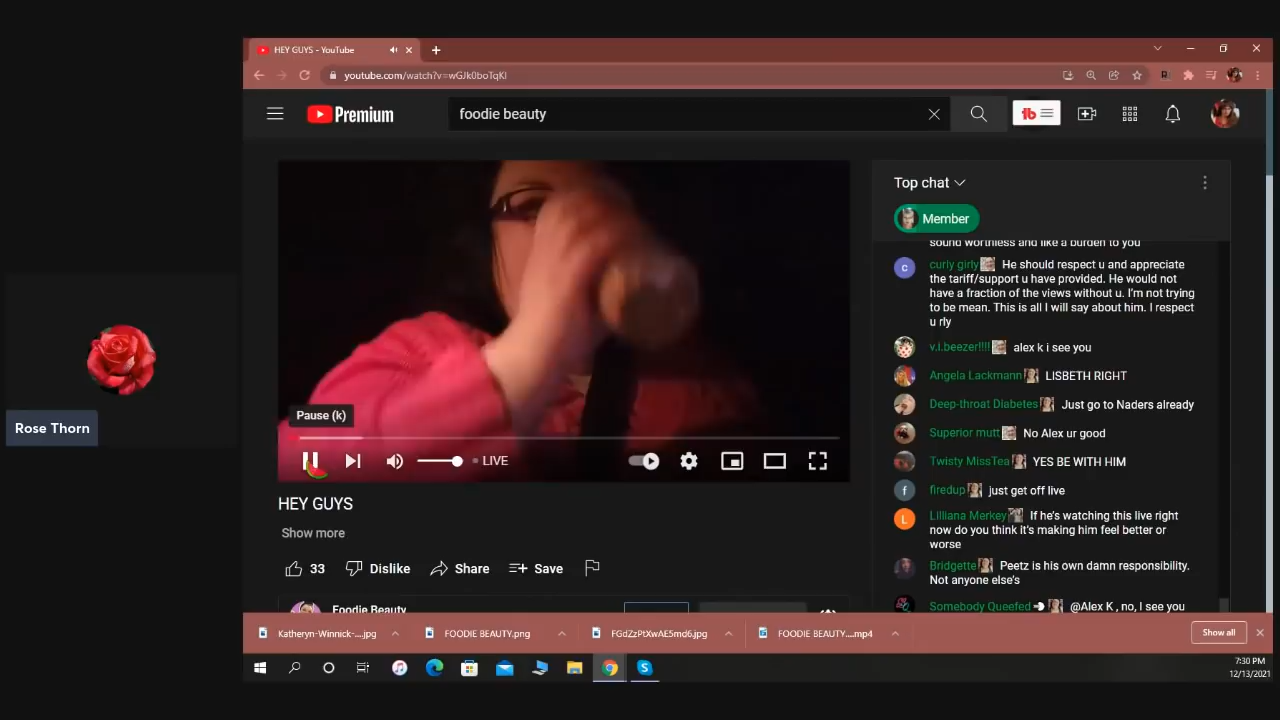 HEY GUYS - YouTube
youtube.com/watch?v=wGJk0boTqKI
Premium
foodie beauty
Top chat
Member
sound worthless and like a burden to you
curly girly He should respect u and appreciate
the tariff/support u have provided. He would not
have a fraction of the views without u. I'm not trying
to be mean. This is all I will say about him. I respect
u rly
v.i.beezer!!!! alex k i see you
Angela Lackmann LISBETH RIGHT
Deep-throat Diabetes Just go to Naders already
Superior mutt No Alex ur good
Twisty MissTea YES BE WITH HIM
firedup just get off live
Lilliana Merkey If he's watching this live right
now do you think it's making him feel better or
worse
Bridgette Peetz is his own damn responsibility.
Not anyone else's
Somebody Queefed @Alex K , no, I see you
Pause (k)
LIVE
HEY GUYS
Show more
33 Dislike Share Save
Foodie Beauty
Rose Thorn
Katheryn-Winnick-....jpg FOODIE BEAUTY.png FGdZzPtXwAE5md6.jpg FOODIE BEAUTY....mp4 Show all
7:30 PM
12/13/2021